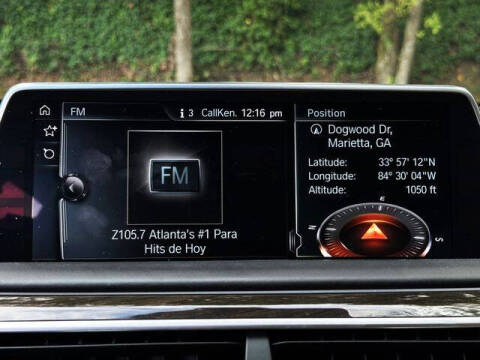 FM
i 3 CallKen. 12:16 pm
FM
Z105.7 Atlanta's #1 Para
Hits de Hoy
Position
Dogwood Dr,
Marietta, GA
Latitude: 33° 57' 12"N
Longitude: 84° 30' 04"W
Altitude: 1050 ft
E
N
S